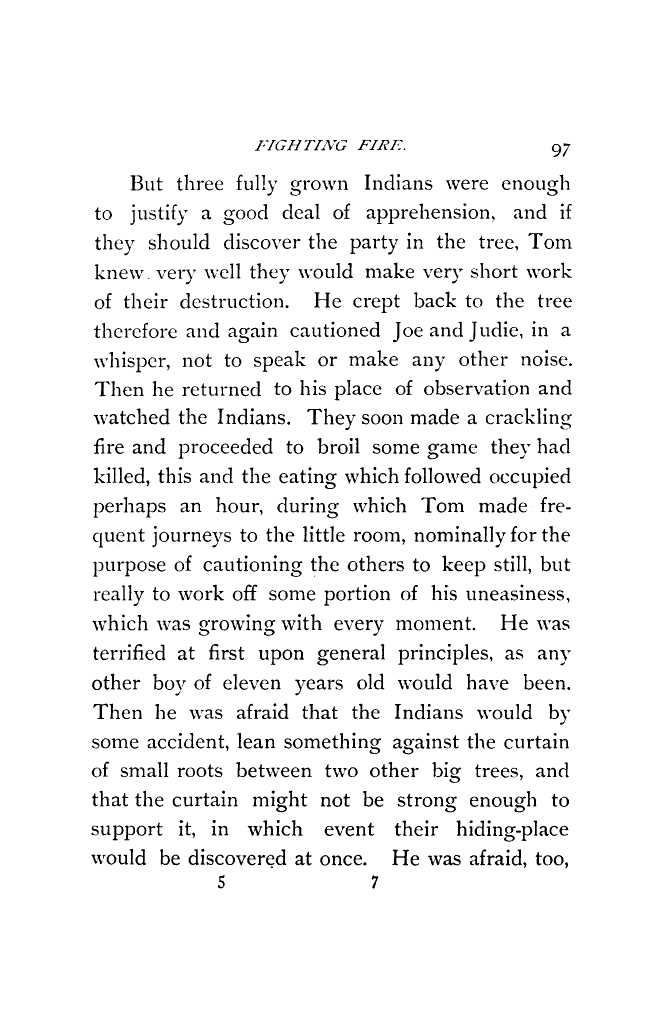 FIGHTING FIRE. 97
But three fully grown Indians were enough
to justify a good deal of apprehension, and if
they should discover the party in the tree, Tom
knew very well they would make very short work
of their destruction. He crept back to the tree
therefore and again cautioned Joe and Judie, in a
whisper, not to speak or make any other noise.
Then he returned to his place of observation and
watched the Indians. They soon made a crackling
fire and proceeded to broil some game they had
killed, this and the eating which followed occupied
perhaps an hour, during which Tom made fre-
quent journeys to the little room, nominally for the
purpose of cautioning the others to keep still, but
really to work off some portion of his uneasiness,
which was growing with every moment. He was
terrified at first upon general principles, as any
other boy of eleven years old would have been.
Then he was afraid that the Indians would by
some accident, lean something against the curtain
of small roots between two other big trees, and
that the curtain might not be strong enough to
support it, in which event their hiding-place
would be discovered at once. He was afraid, too,
5 7